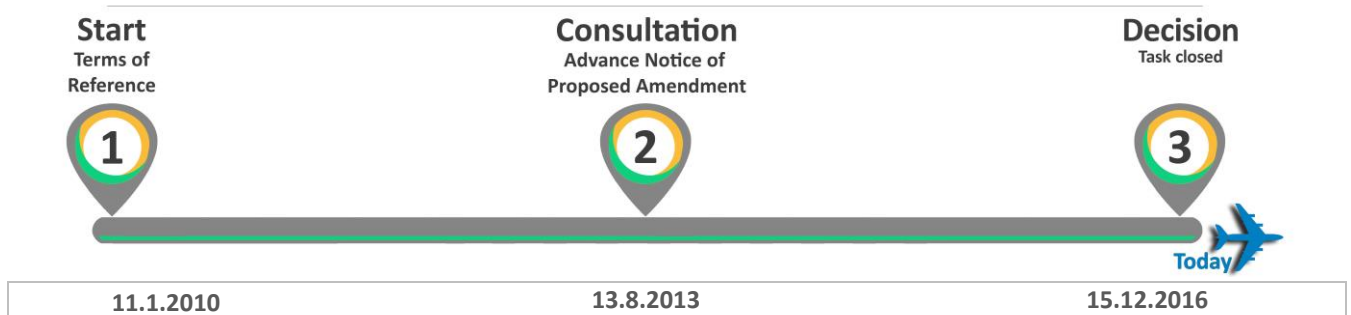 Start
Terms of
Reference
1
Consultation
Advance Notice of
Proposed Amendment
2
Decision
Task closed
3
Today
11.1.2010
13.8.2013
15.12.2016